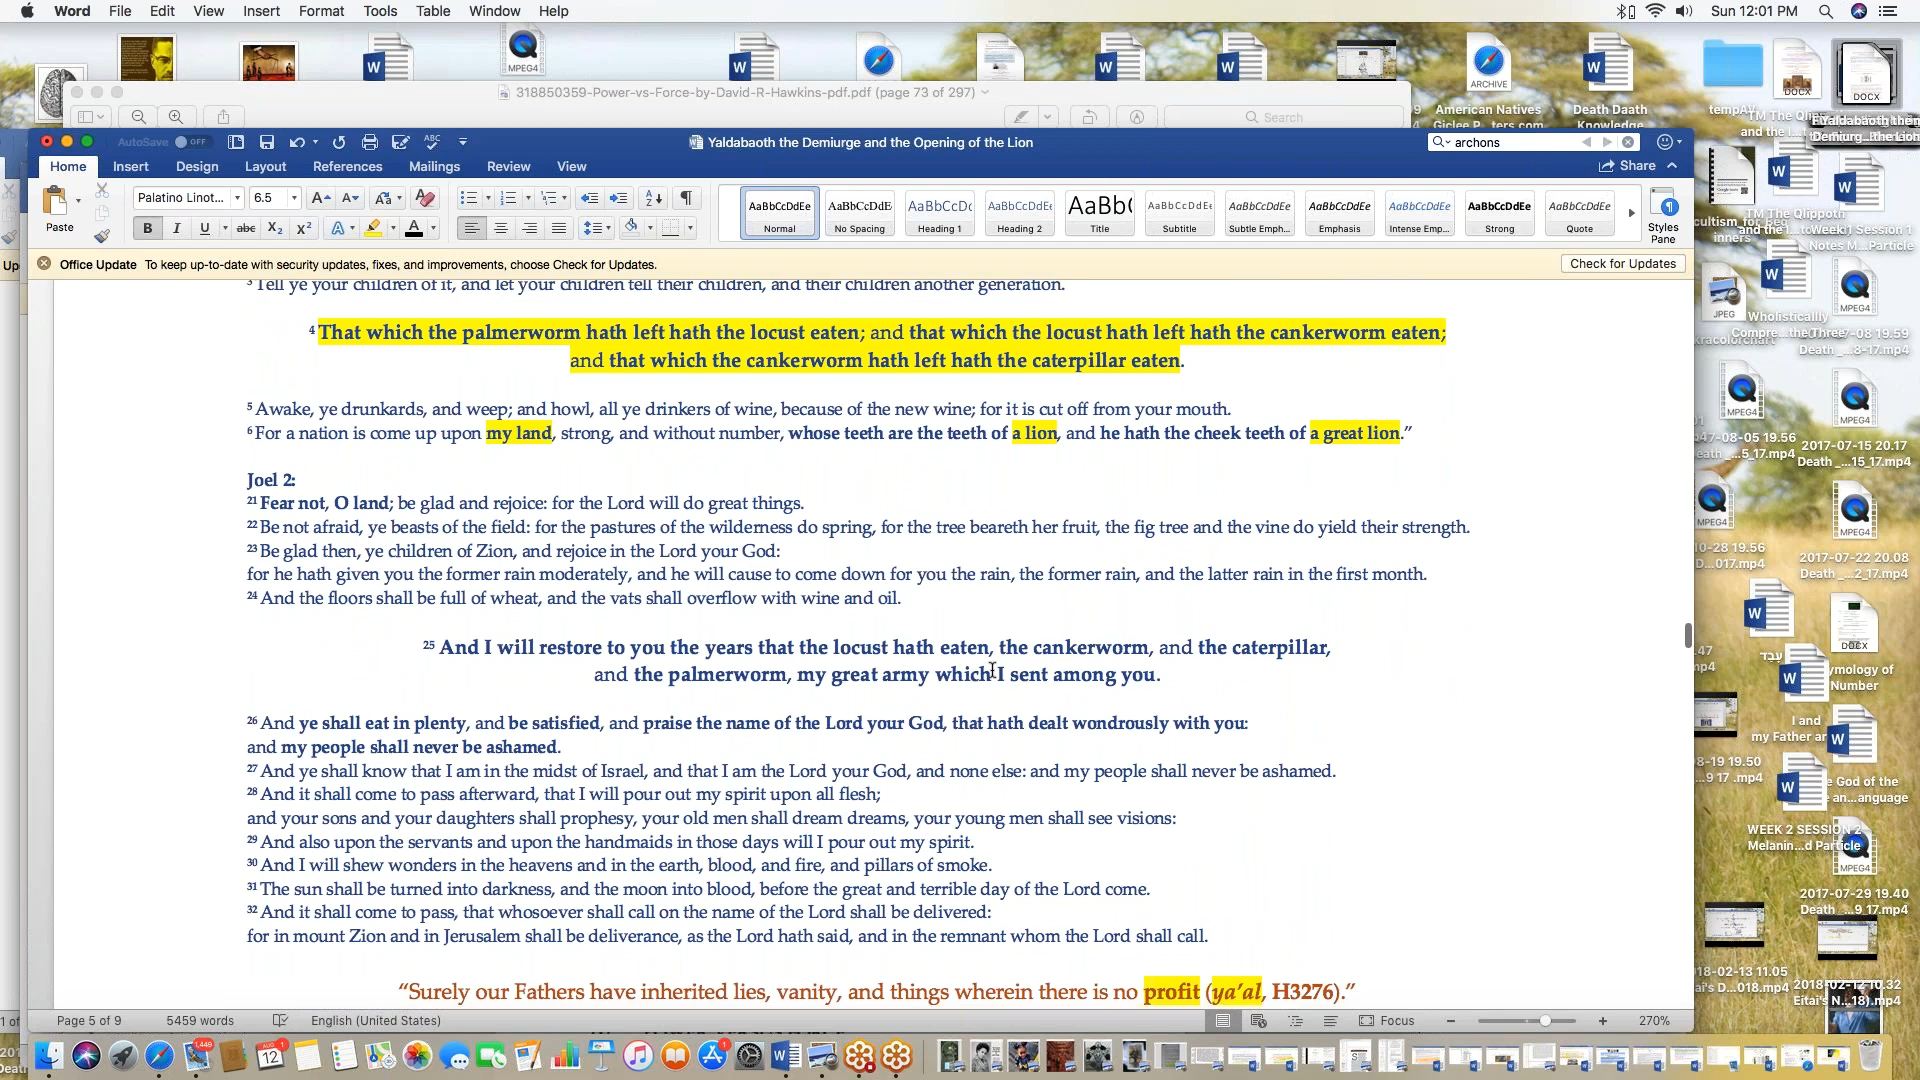 Word File Edit View Insert Format Tools Table Window Help
Sun 12:01 PM
318850359-Power-vs-Force-by-David-R-Hawkins-pdf.pdf (page 73 of 297)
Search
AutoSave OFF
Yaldabaoth the Demiurge and the Opening of the Lion
archons
Home Insert Design Layout References Mailings Review View
Share
Paste
Palatino Linot... 6.5
AaBbCcDdEe Normal
No Spacing
Heading 1
Heading 2
Title
Subtitle
Subtle Emph...
Emphasis
Intense Emp...
Strong
Quote
Styles Pane
Office Update To keep up-to-date with security updates, fixes, and improvements, choose Check for Updates.
Check for Updates
³ Tell ye your children of it, and let your children tell their children, and their children another generation.
⁴ That which the palmerworm hath left hath the locust eaten; and that which the locust hath left hath the cankerworm eaten;
and that which the cankerworm hath left hath the caterpillar eaten.
⁵ Awake, ye drunkards, and weep; and howl, all ye drinkers of wine, because of the new wine; for it is cut off from your mouth.
⁶ For a nation is come up upon my land, strong, and without number, whose teeth are the teeth of a lion, and he hath the cheek teeth of a great lion.”
Joel 2:
²¹ Fear not, O land; be glad and rejoice: for the Lord will do great things.
²² Be not afraid, ye beasts of the field: for the pastures of the wilderness do spring, for the tree beareth her fruit, the fig tree and the vine do yield their strength.
²³ Be glad then, ye children of Zion, and rejoice in the Lord your God:
for he hath given you the former rain moderately, and he will cause to come down for you the rain, the former rain, and the latter rain in the first month.
²⁴ And the floors shall be full of wheat, and the vats shall overflow with wine and oil.
²⁵ And I will restore to you the years that the locust hath eaten, the cankerworm, and the caterpillar,
and the palmerworm, my great army which I sent among you.
²⁶ And ye shall eat in plenty, and be satisfied, and praise the name of the Lord your God, that hath dealt wondrously with you:
and my people shall never be ashamed.
²⁷ And ye shall know that I am in the midst of Israel, and that I am the Lord your God, and none else: and my people shall never be ashamed.
²⁸ And it shall come to pass afterward, that I will pour out my spirit upon all flesh;
and your sons and your daughters shall prophesy, your old men shall dream dreams, your young men shall see visions:
²⁹ And also upon the servants and upon the handmaids in those days will I pour out my spirit.
³⁰ And I will shew wonders in the heavens and in the earth, blood, and fire, and pillars of smoke.
³¹ The sun shall be turned into darkness, and the moon into blood, before the great and terrible day of the Lord come.
³² And it shall come to pass, that whosoever shall call on the name of the Lord shall be delivered:
for in mount Zion and in Jerusalem shall be deliverance, as the Lord hath said, and in the remnant whom the Lord shall call.
“Surely our Fathers have inherited lies, vanity, and things wherein there is no profit (ya’al, H3276).”
Page 5 of 9 5459 words English (United States) Focus 270%
American Natives
Giclee P...ters.com
Death Daath
Knowledge
tempAV
WEEK 2 SESSION 2
Melanin...d Particle
2017-07-15 20.17
Death_...15_17.mp4
2017-07-22 20.08
Death_...2_17.mp4
2017-07-29 19.40
Death_...9_17.mp4